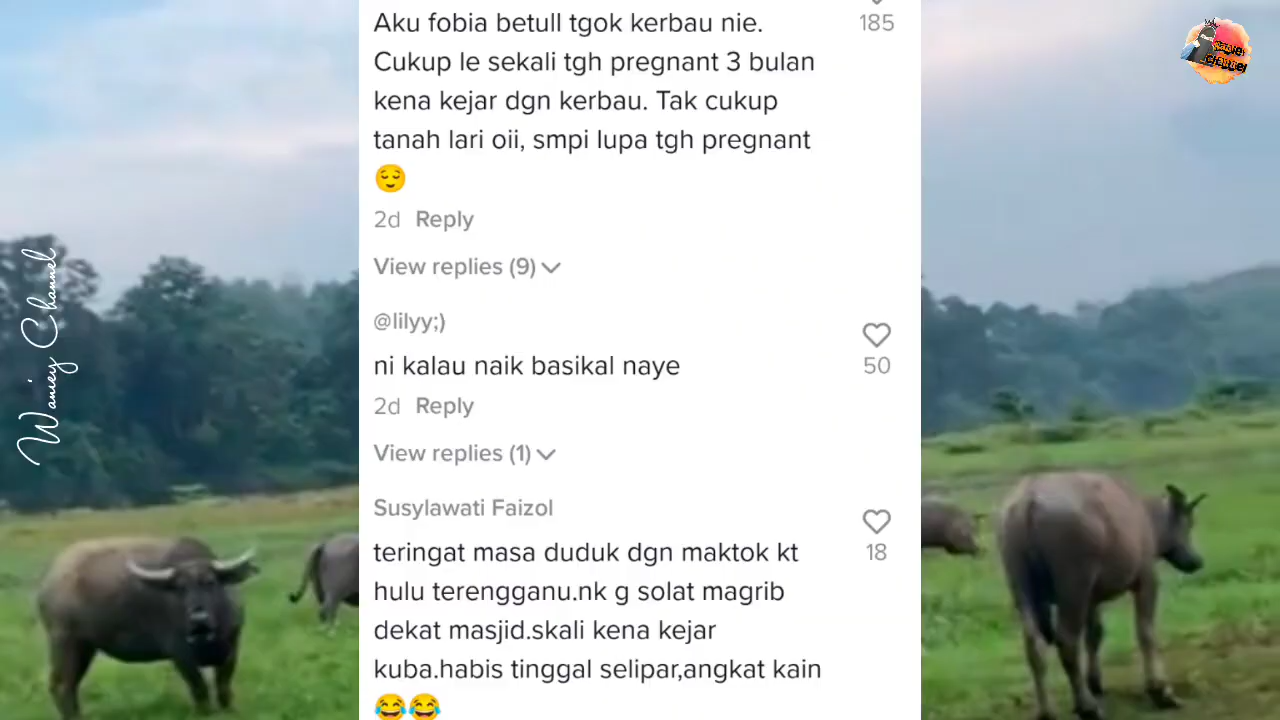 Aku fobia betull tgok kerbau nie.
185
Cukup le sekali tgh pregnant 3 bulan
kena kejar dgn kerbau. Tak cukup
tanah lari oii, smpi lupa tgh pregnant
😌
2d Reply
View replies (9)
@lilyy;)
ni kalau naik basikal naye
50
2d Reply
View replies (1)
Susylawati Faizol
teringat masa duduk dgn maktok kt
18
hulu terengganu.nk g solat magrib
dekat masjid.skali kena kejar
kuba.habis tinggal selipar,angkat kain
😂😂
Waniey Channel